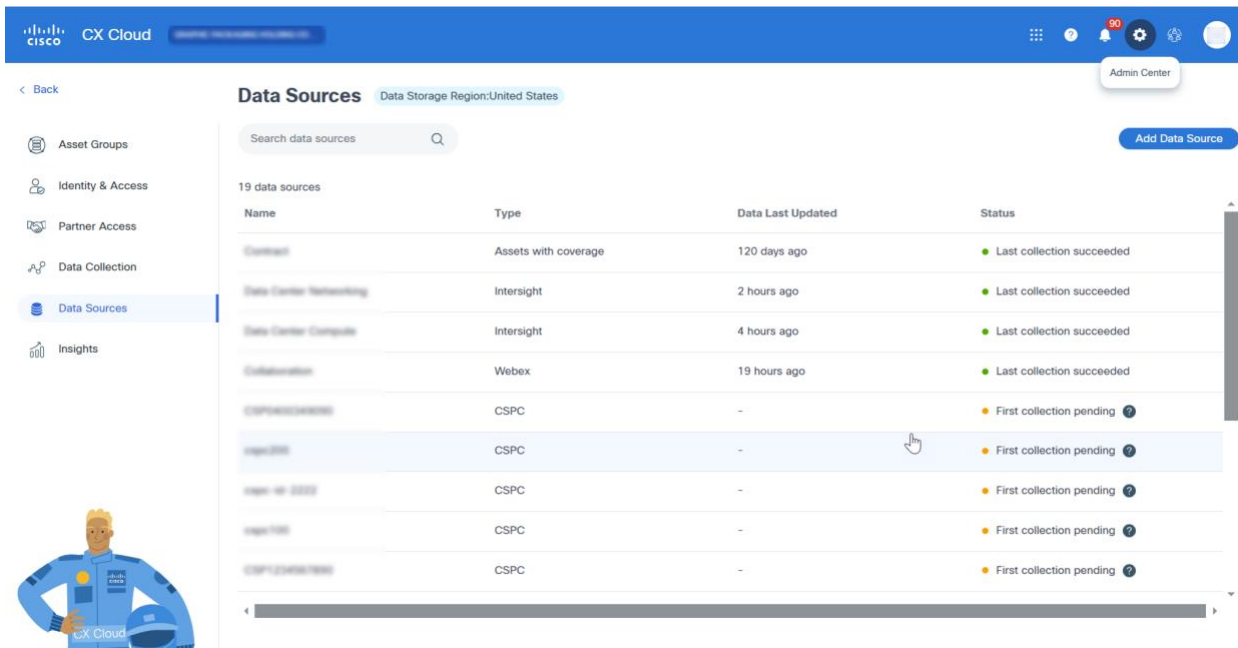 CISCO CX Cloud 90
Admin Center
< Back
Data Sources Data Storage Region:United States
Asset Groups
Search data sources
Add Data Source
Identity & Access
19 data sources
Name Type Data Last Updated Status
Partner Access
Assets with coverage 120 days ago Last collection succeeded
Data Collection
Intersight 2 hours ago Last collection succeeded
Data Sources
Intersight 4 hours ago Last collection succeeded
Insights
Webex 19 hours ago Last collection succeeded
CSPC - First collection pending ?
CSPC - First collection pending ?
CSPC - First collection pending ?
CSPC - First collection pending ?
CSPC - First collection pending ?
CISCO
CX Cloud